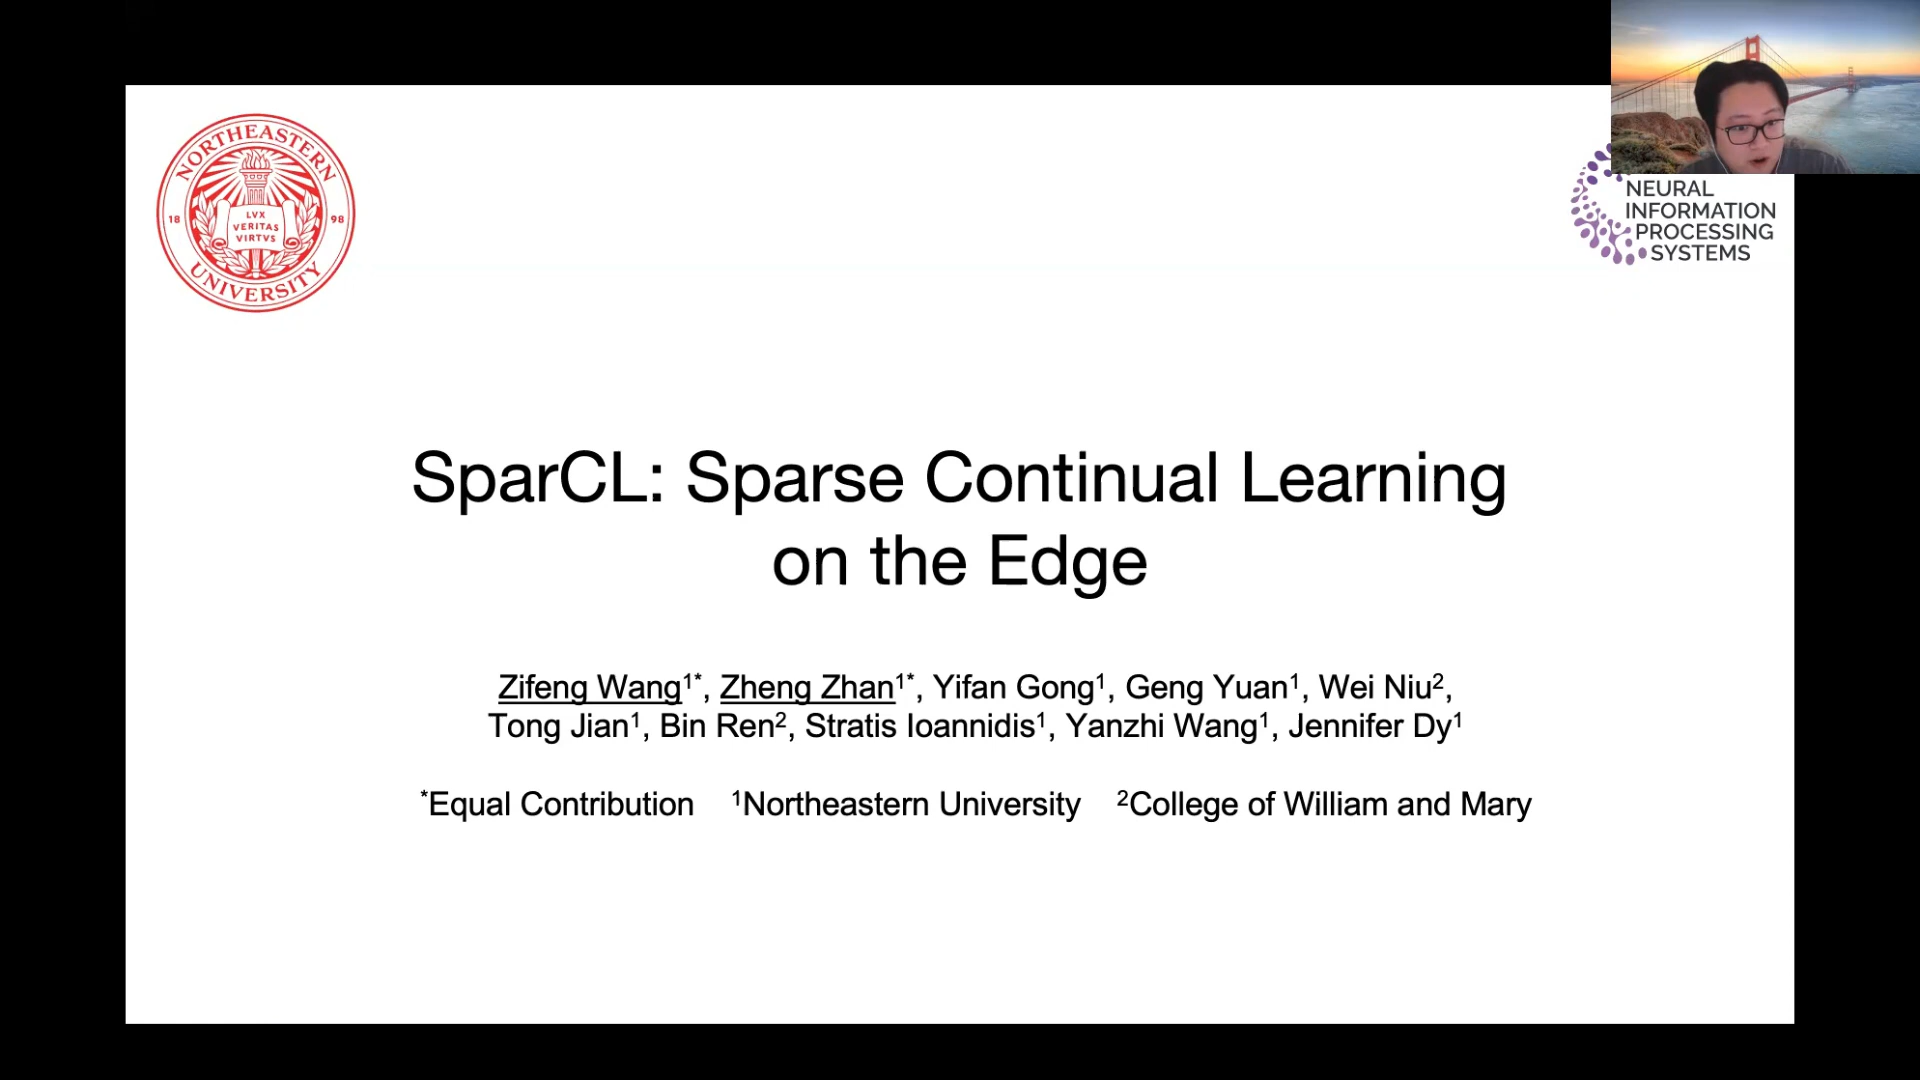 NORTHEASTERN
UNIVERSITY
18
98
LVX
VERITAS
VIRTVS
NEURAL
INFORMATION
PROCESSING
SYSTEMS
SparCL: Sparse Continual Learning
on the Edge
Zifeng Wang¹*, Zheng Zhan¹*, Yifan Gong¹, Geng Yuan¹, Wei Niu²,
Tong Jian¹, Bin Ren², Stratis Ioannidis¹, Yanzhi Wang¹, Jennifer Dy¹
*Equal Contribution ¹Northeastern University ²College of William and Mary